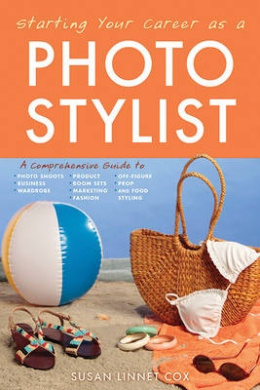 Starting Your Career as a
PHOTO
STYLIST
A Comprehensive Guide to
• PHOTO SHOOTS
• BUSINESS
• WARDROBE
• PRODUCT
• ROOM SETS
• MARKETING
• FASHION
• OFF-FIGURE
• PROP
AND FOOD
STYLING
SUSAN LINNET COX